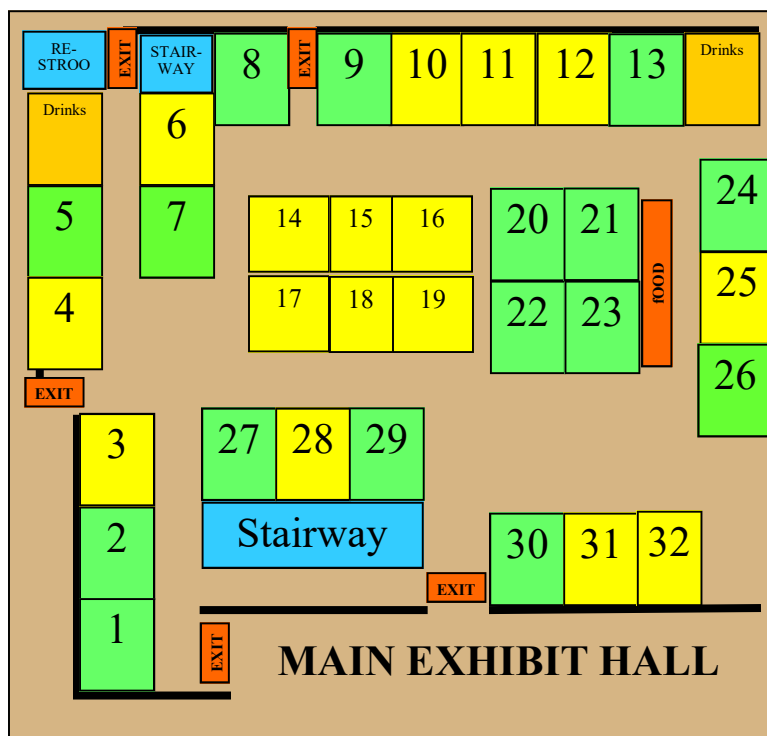 RE-
STROO
EXIT
STAIR-
WAY
8
EXIT
9
10
11
12
13
Drinks
Drinks
6
5
7
14
15
16
20
21
24
4
17
18
19
22
23
fOOD
25
26
EXIT
3
27
28
29
2
Stairway
30
31
32
1
EXIT
EXIT
MAIN EXHIBIT HALL